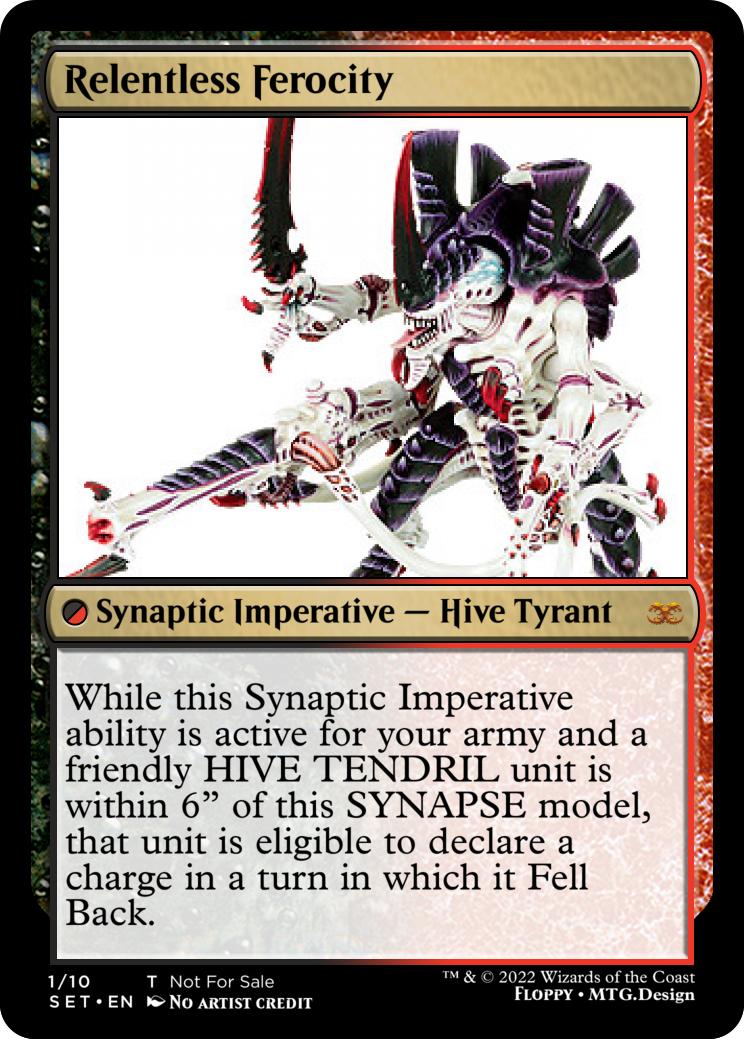 Relentless Ferocity
Synaptic Imperative — Hive Tyrant
While this Synaptic Imperative
ability is active for your army and a
friendly HIVE TENDRIL unit is
within 6” of this SYNAPSE model,
that unit is eligible to declare a
charge in a turn in which it Fell
Back.
1/10 T Not For Sale
SET • EN No artist credit
™ & © 2022 Wizards of the Coast
Floppy • MTG.Design